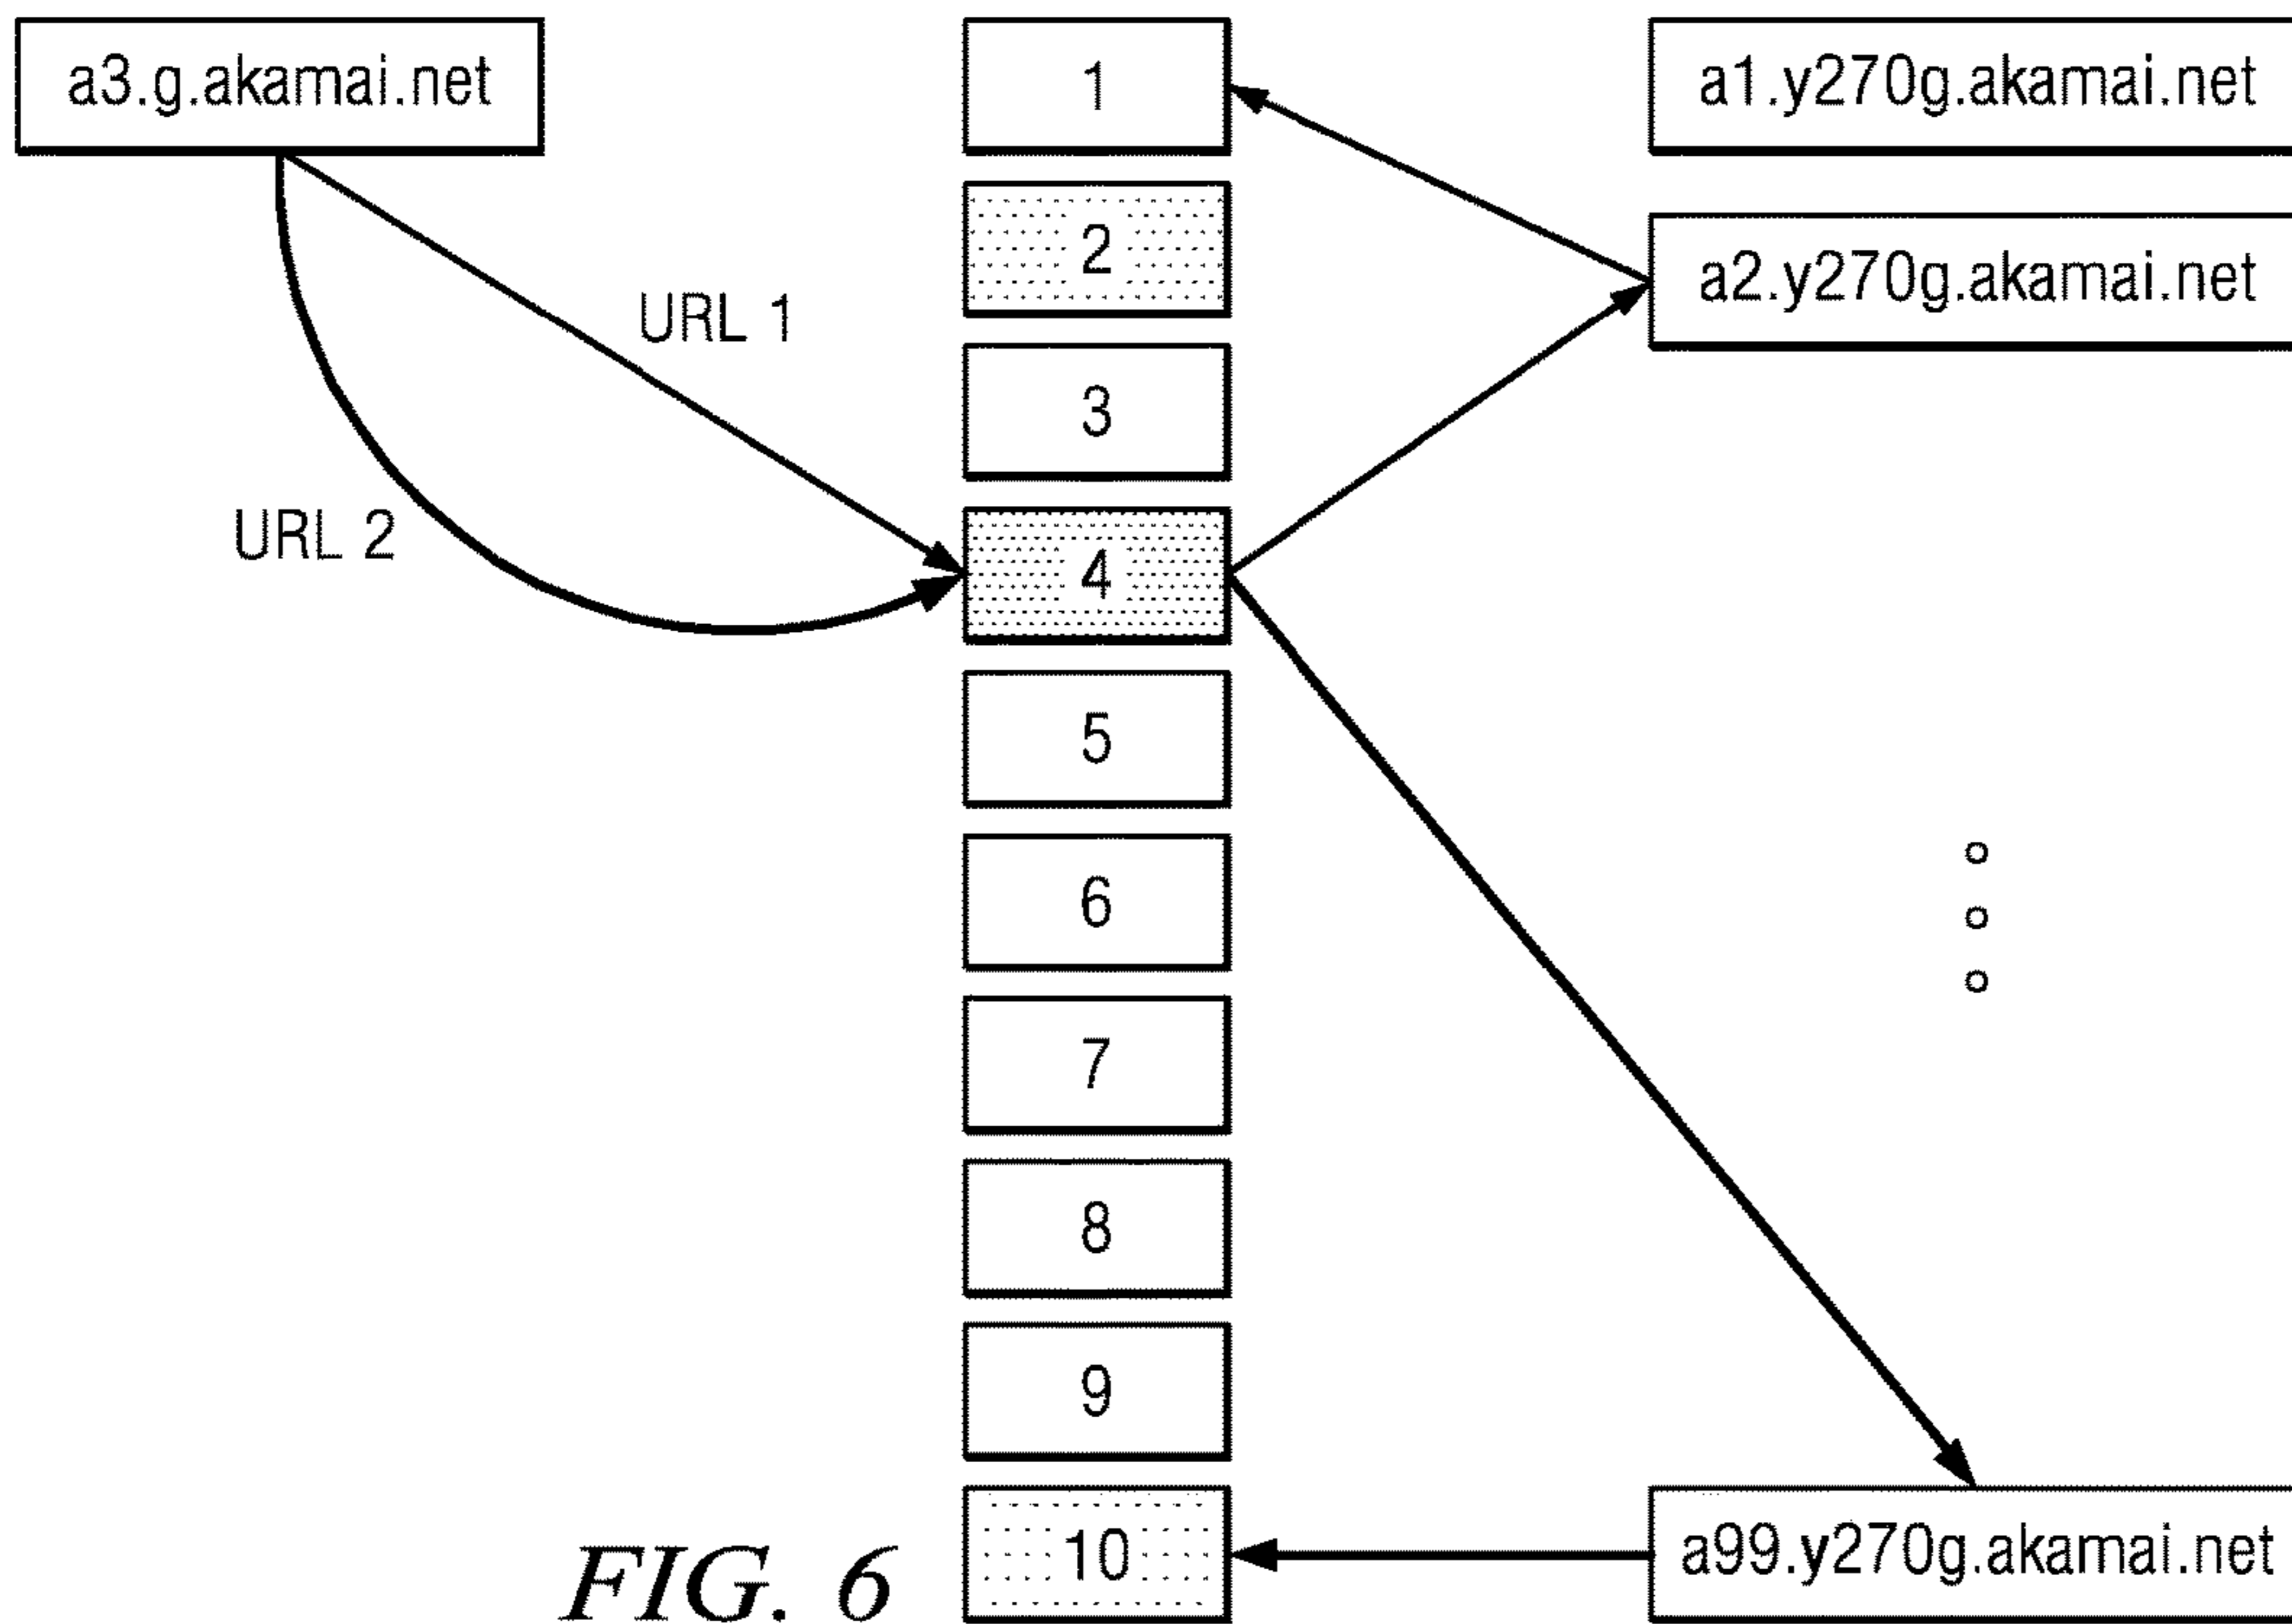 a3.g.akamai.net
1
a1.y270g.akamai.net
2
a2.y270g.akamai.net
URL 1
3
URL 2
4
5
6
7
8
9
10
a99.y270g.akamai.net
FIG. 6